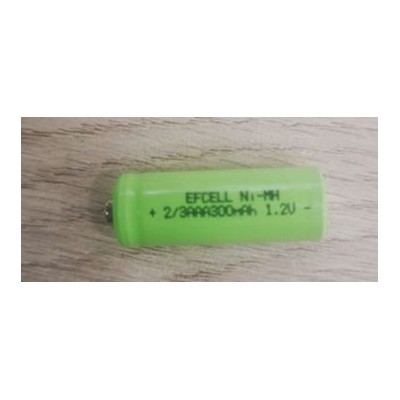 EFCELL Ni-MH
+ 2/3AAA300mAh 1.2V -